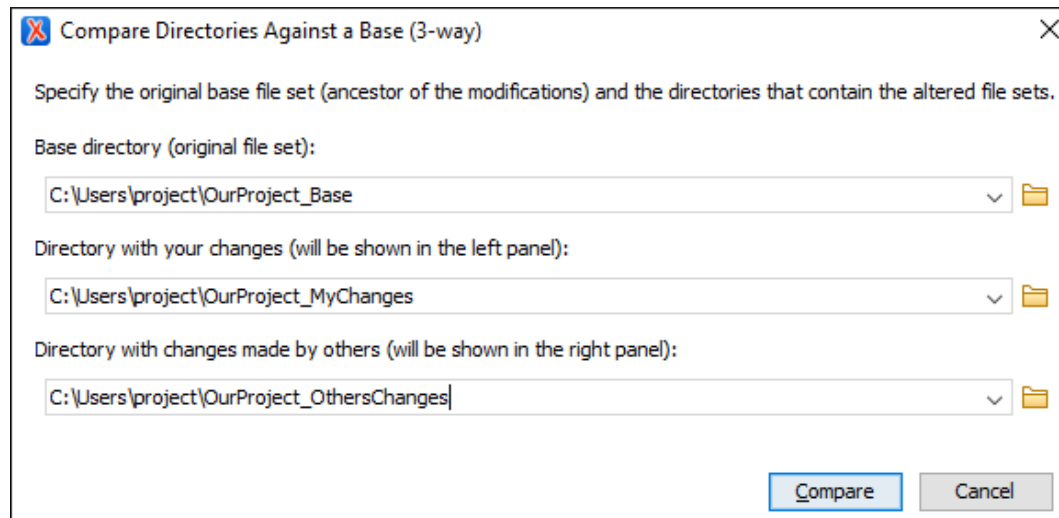 Compare Directories Against a Base (3-way)
Specify the original base file set (ancestor of the modifications) and the directories that contain the altered file sets.
Base directory (original file set):
C:\Users\project\OurProject_Base
Directory with your changes (will be shown in the left panel):
C:\Users\project\OurProject_MyChanges
Directory with changes made by others (will be shown in the right panel):
C:\Users\project\OurProject_OthersChanges
Compare Cancel